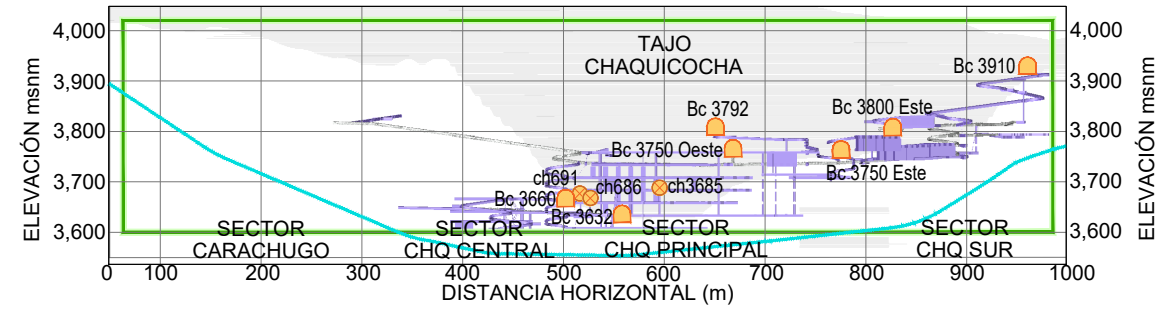 4,000
3,900
3,800
3,700
3,600
ELEVACIÓN msnm
TAJO
CHAQUICOCHA
Bc 3910
Bc 3792
Bc 3800 Este
Bc 3750 Oeste
Bc 3750 Este
ch691
ch686
ch3685
Bc 3660
Bc 3632
SECTOR
CARACHUGO
SECTOR
CHQ CENTRAL
SECTOR
CHQ PRINCIPAL
SECTOR
CHQ SUR
4,000
3,900
3,800
3,700
3,600
ELEVACIÓN msnm
0 100 200 300 400 500 600 700 800 900 1000
DISTANCIA HORIZONTAL (m)